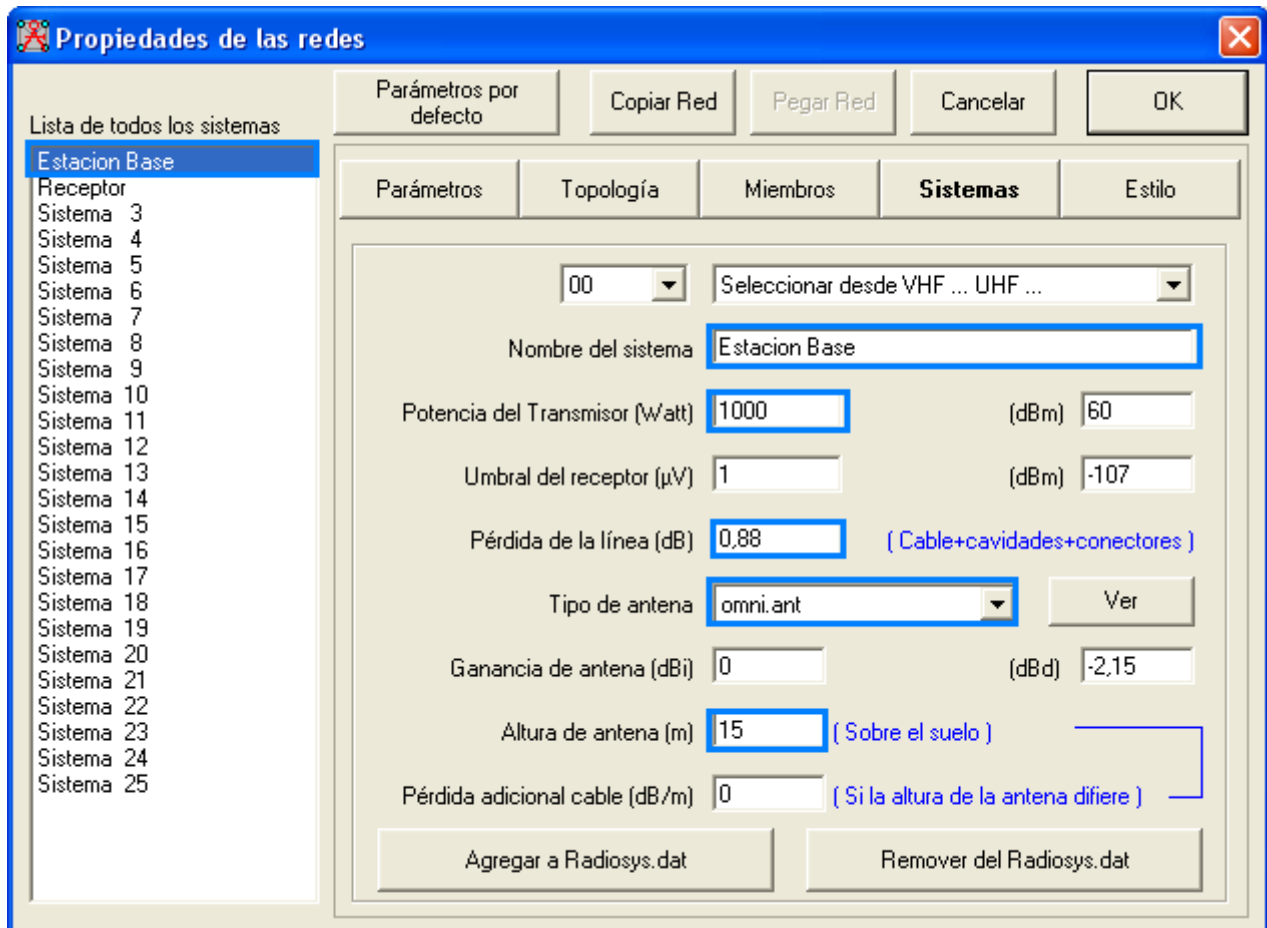 Propiedades de las redes
Parámetros por defecto
Copiar Red
Pegar Red
Cancelar
OK
Lista de todos los sistemas
Estacion Base
Receptor
Sistema 3
Sistema 4
Sistema 5
Sistema 6
Sistema 7
Sistema 8
Sistema 9
Sistema 10
Sistema 11
Sistema 12
Sistema 13
Sistema 14
Sistema 15
Sistema 16
Sistema 17
Sistema 18
Sistema 19
Sistema 20
Sistema 21
Sistema 22
Sistema 23
Sistema 24
Sistema 25
Parámetros
Topología
Miembros
Sistemas
Estilo
00 Seleccionar desde VHF ... UHF ...
Nombre del sistema Estacion Base
Potencia del Transmisor (Watt) 1000 (dBm) 60
Umbral del receptor (µV) 1 (dBm) -107
Pérdida de la línea (dB) 0,88 ( Cable+cavidades+conectores )
Tipo de antena omni.ant Ver
Ganancia de antena (dBi) 0 (dBd) -2,15
Altura de antena (m) 15 ( Sobre el suelo )
Pérdida adicional cable (dB/m) 0 ( Si la altura de la antena difiere )
Agregar a Radiosys.dat
Remover del Radiosys.dat